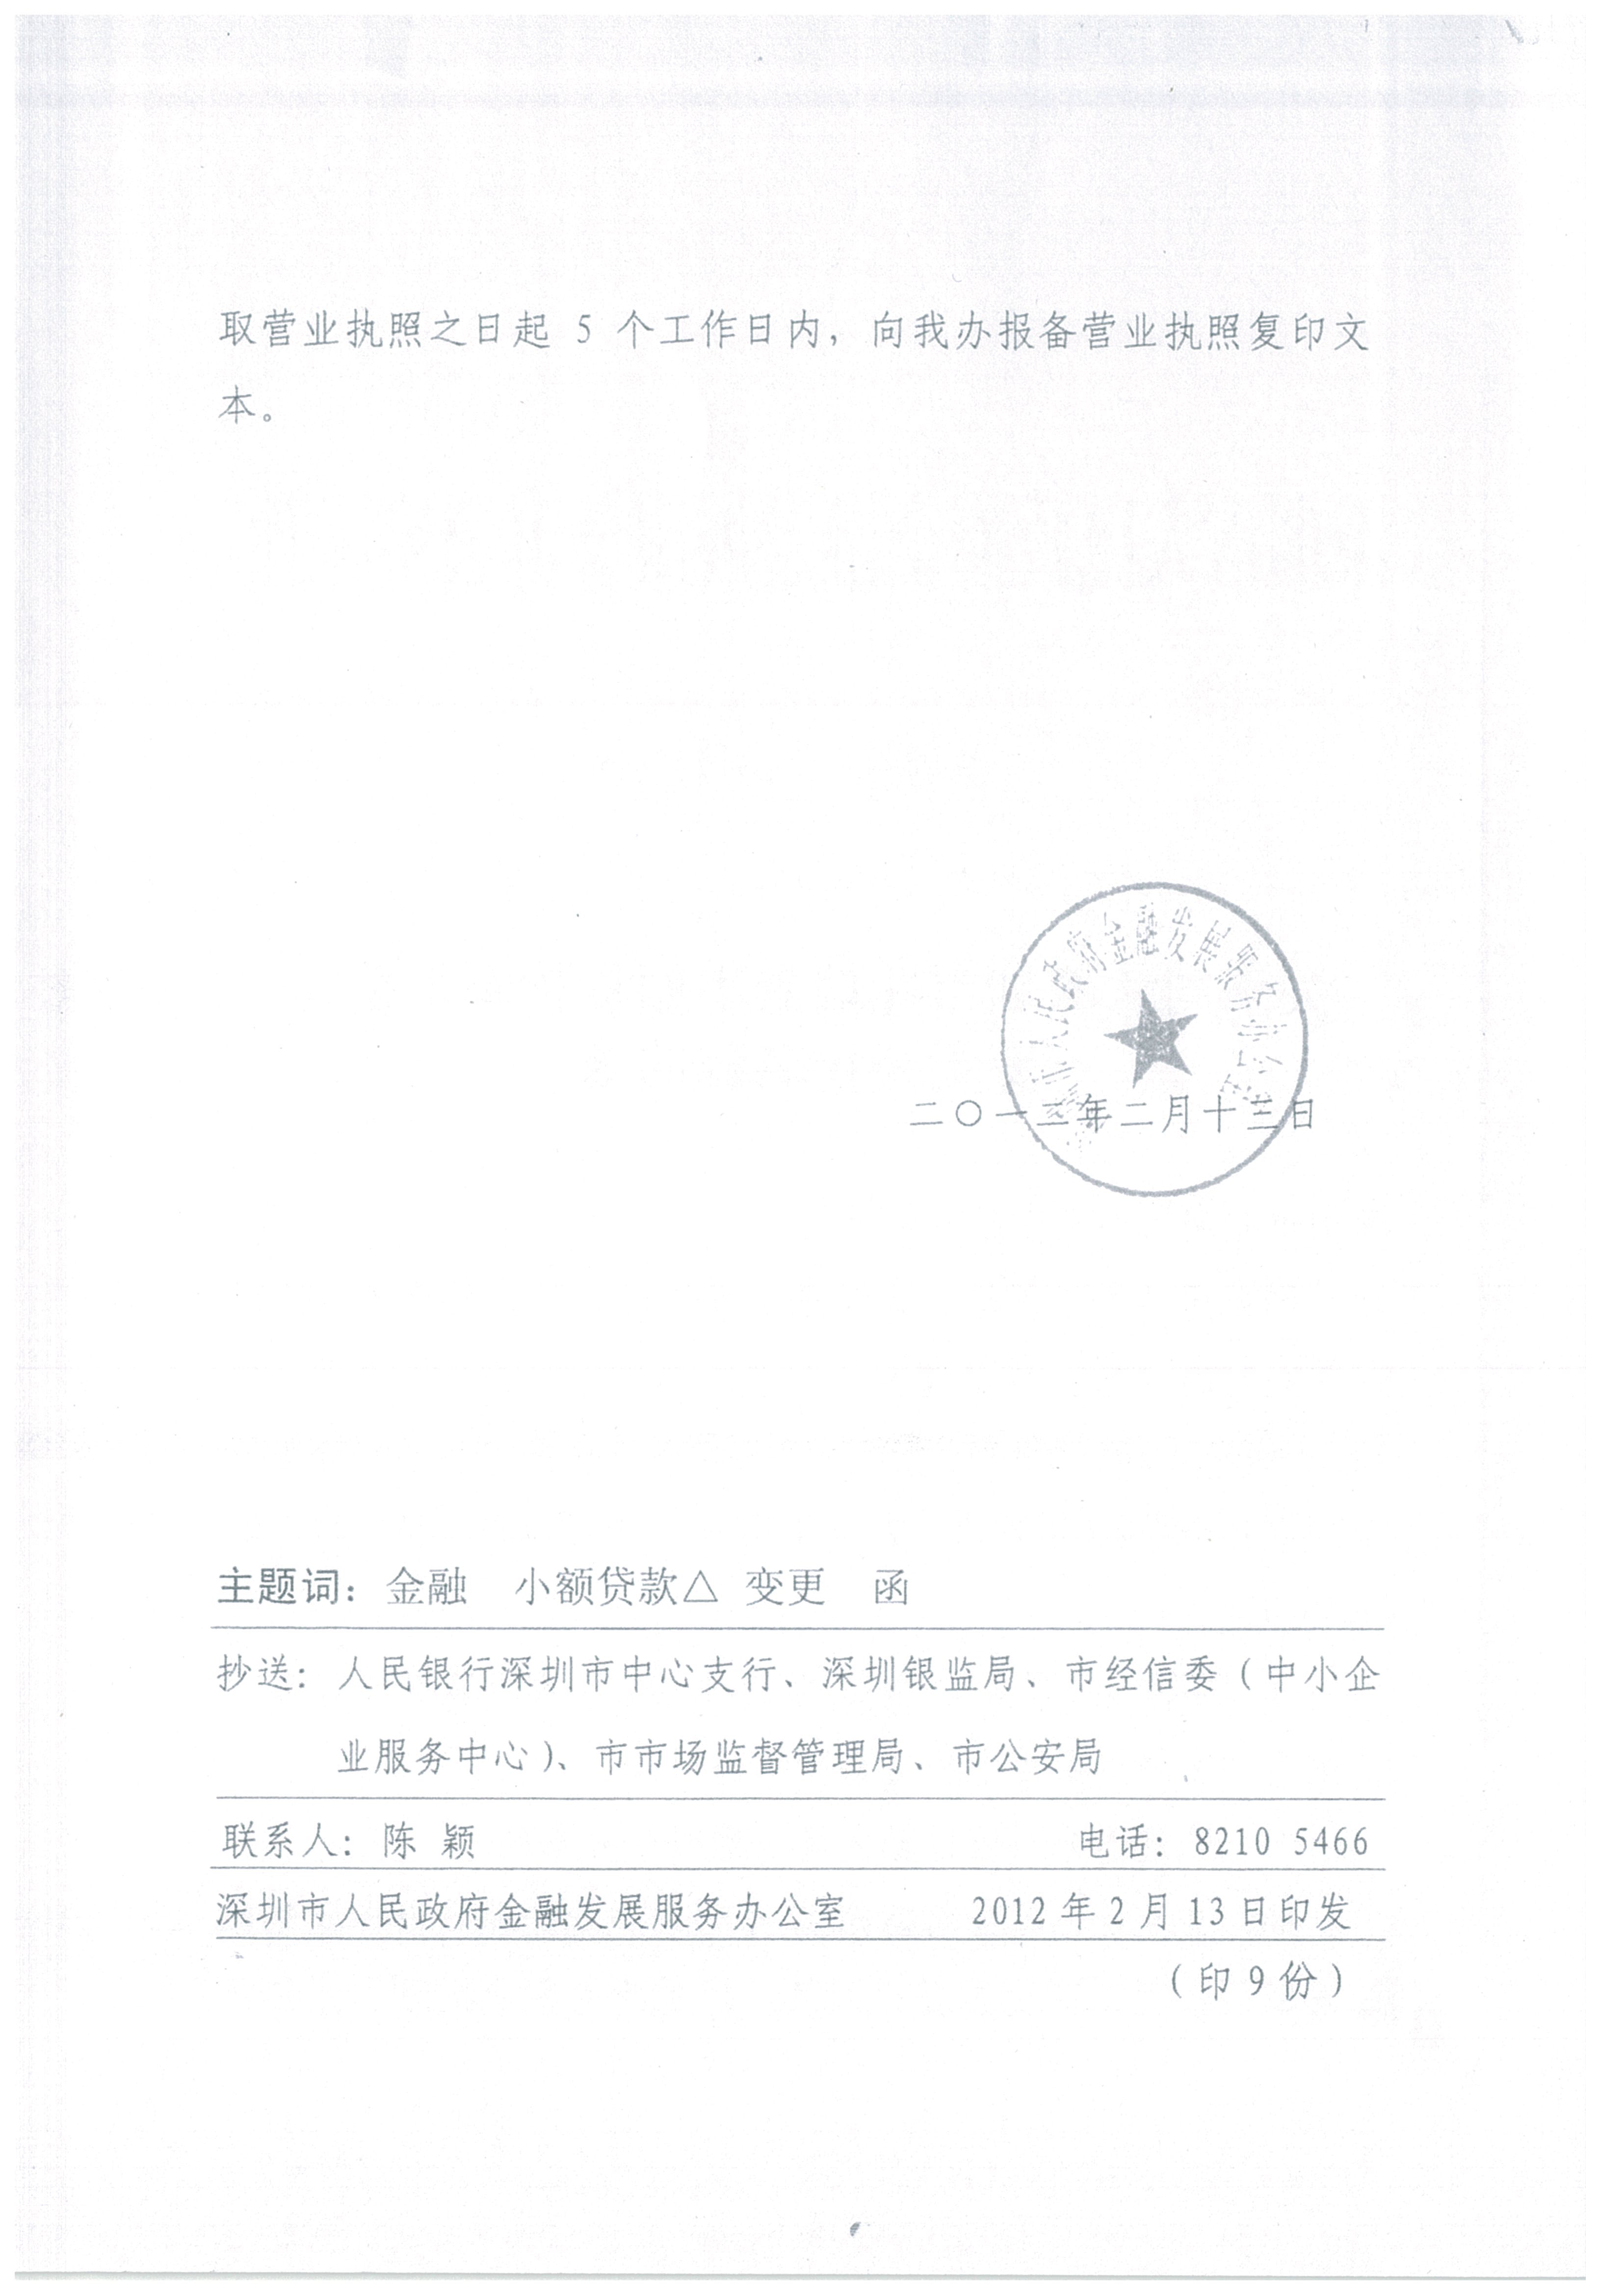 取营业执照之日起 5 个工作日内，向我办报备营业执照复印文
本。
市人民政府金融发展服务办公室
二〇一二年二月十三日
主题词：金融 小额贷款△ 变更 函
抄送：人民银行深圳市中心支行、深圳银监局、市经信委（中小企
业服务中心）、市市场监督管理局、市公安局
联系人：陈 颖 电话：8210 5466
深圳市人民政府金融发展服务办公室 2012 年 2 月 13 日印发
（印 9 份）